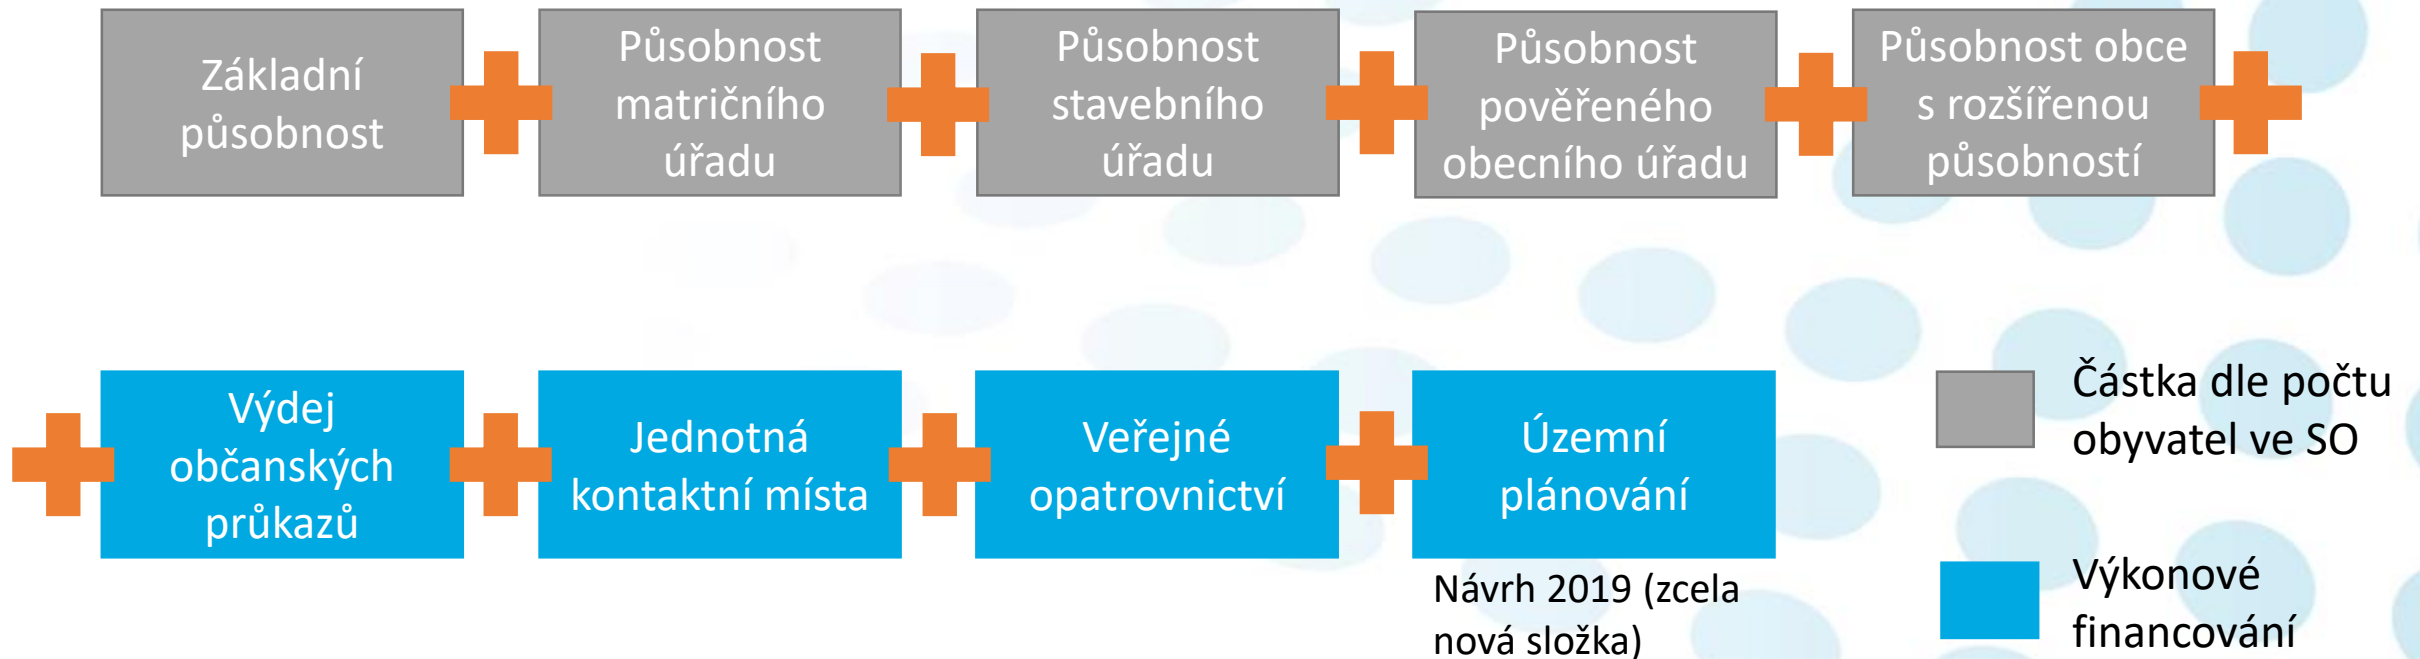 Základní
působnost
Působnost
matričního
úřadu
Působnost
stavebního
úřadu
Působnost
pověřeného
obecního úřadu
Působnost obce
s rozšířenou
působností
Výdej
občanských
průkazů
Jednotná
kontaktní místa
Veřejné
opatrovnictví
Územní
plánování
Návrh 2019 (zcela
nová složka)
Částka dle počtu
obyvatel ve SO
Výkonové
financování